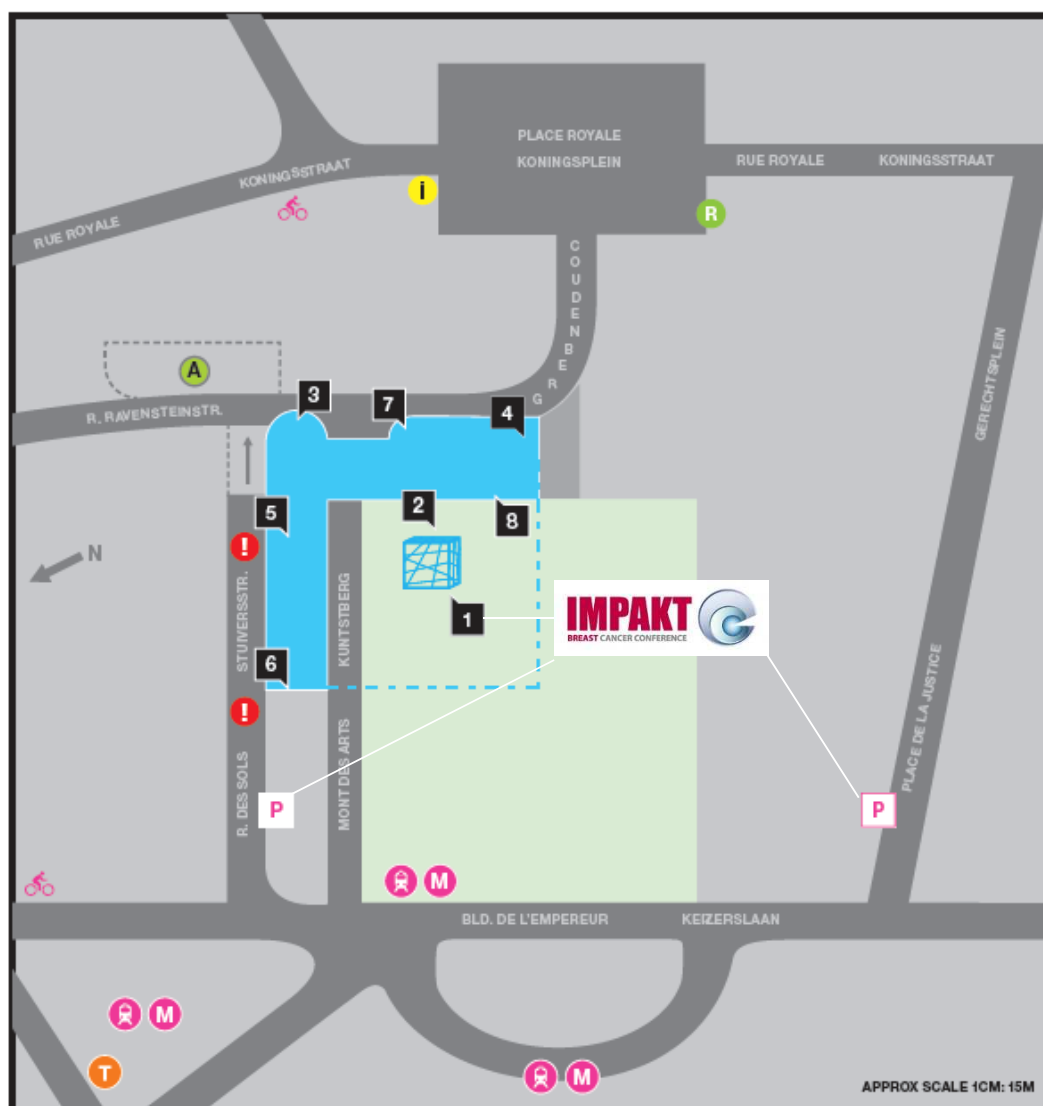 PLACE ROYALE
KONINGSPLEIN
RUE ROYALE KONINGSSTRAAT
KONINGSSTRAAT
i
R
RUE ROYALE
COUDENBERG
A
3
7
4
R. RAVENSTEINSTR.
GERECHTSPLEIN
5
2
8
!
N
STUIVERSSTR.
KUNTSTBERG
1
IMPAKT
BREAST CANCER CONFERENCE
6
!
PLACE DE LA JUSTICE
R. DES SOLS
MONT DES ARTS
P
P
M
BLD. DE L'EMPEREUR KEIZERSLAAN
M
T
M
APPROX SCALE 1CM: 15M